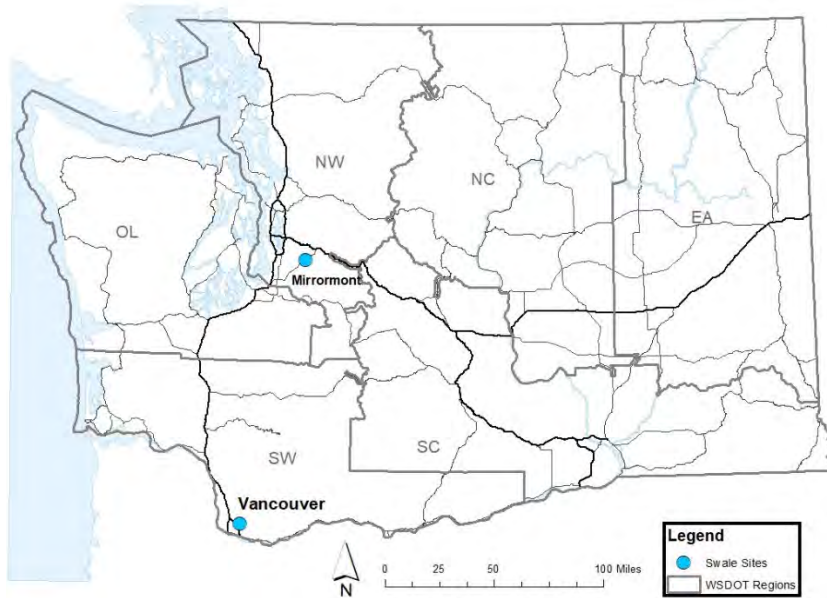 NW
NC
OL
EA
Mirrormont
SW
SC
Vancouver
Legend
Swale Sites
WSDOT Regions
N
0 25 50 100 Miles